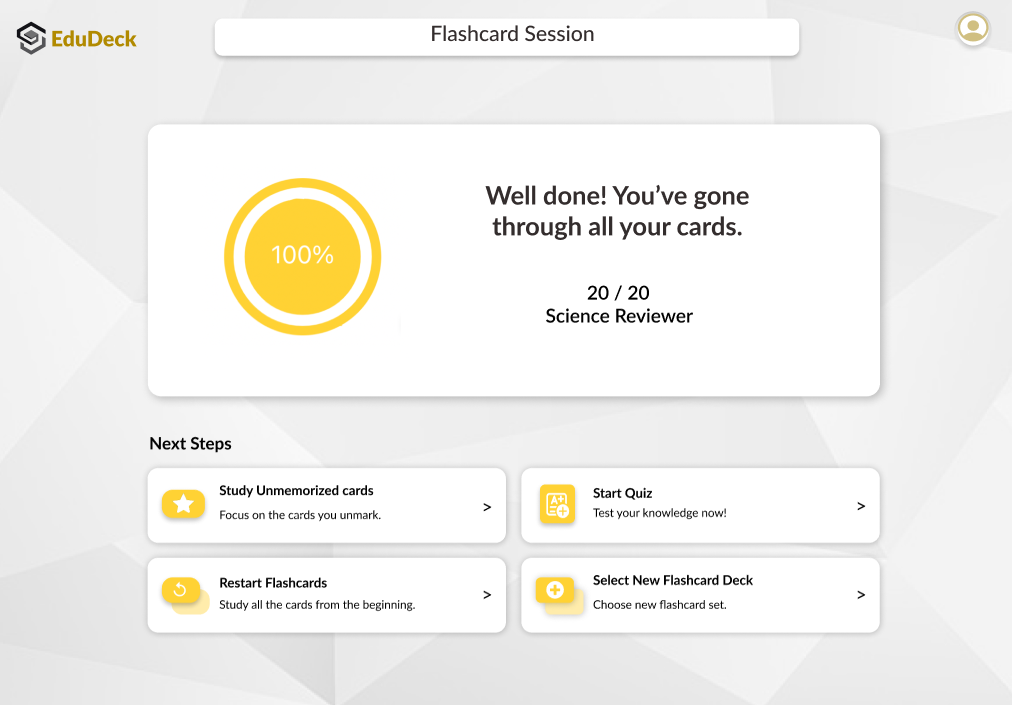 EduDeck
Flashcard Session
100%
Well done! You’ve gone
through all your cards.
20 / 20
Science Reviewer
Next Steps
Study Unmemorized cards
Focus on the cards you unmark.
>
Start Quiz
Test your knowledge now!
>
A+
Restart Flashcards
Study all the cards from the beginning.
>
Select New Flashcard Deck
Choose new flashcard set.
>